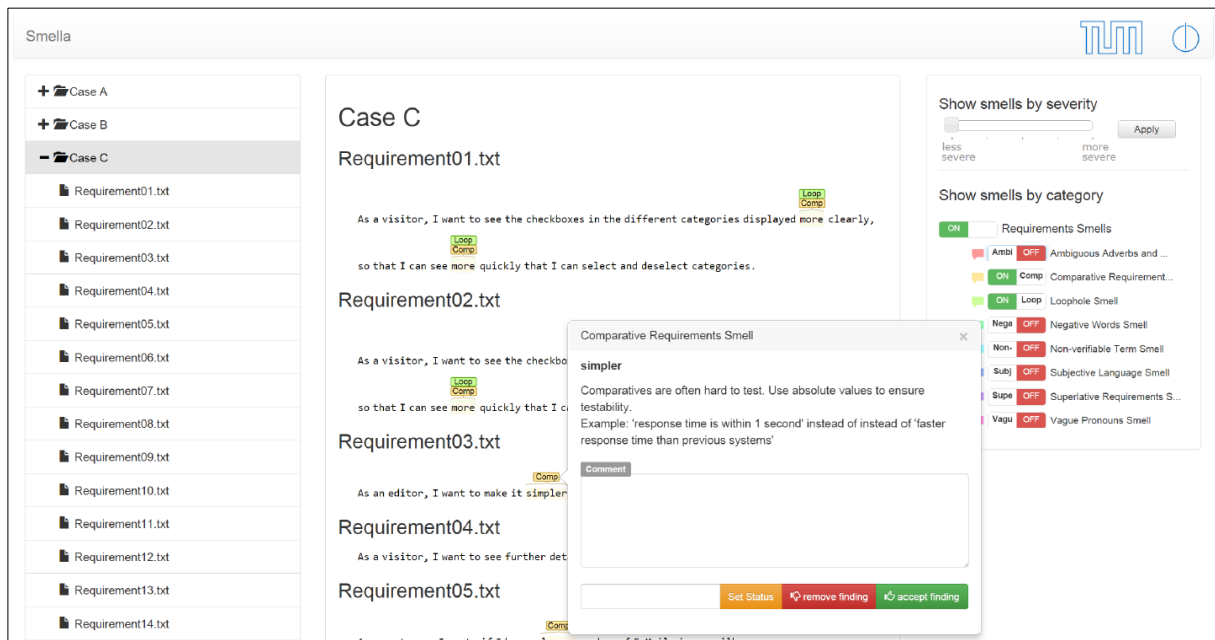 Smella
TUM
Case A
Case B
Case C
Requirement01.txt
Requirement02.txt
Requirement03.txt
Requirement04.txt
Requirement05.txt
Requirement06.txt
Requirement07.txt
Requirement08.txt
Requirement09.txt
Requirement10.txt
Requirement11.txt
Requirement12.txt
Requirement13.txt
Requirement14.txt
Case C
Requirement01.txt
Loop
Comp
As a visitor, I want to see the checkboxes in the different categories displayed more clearly,
Loop
Comp
so that I can see more quickly that I can select and deselect categories.
Requirement02.txt
As a visitor, I want to see the checkbo
Loop
Comp
so that I can see more quickly that I c
Requirement03.txt
Comp
As an editor, I want to make it simpler
Requirement04.txt
As a visitor, I want to see further det
Requirement05.txt
Comp
Comparative Requirements Smell ×
simpler
Comparatives are often hard to test. Use absolute values to ensure
testability.
Example: 'response time is within 1 second' instead of instead of 'faster
response time than previous systems'
Comment
Set Status remove finding accept finding
Show smells by severity
Apply
less more
severe severe
Show smells by category
ON Requirements Smells
Ambi OFF Ambiguous Adverbs and ...
ON Comp Comparative Requirement...
ON Loop Loophole Smell
Nega OFF Negative Words Smell
Non- OFF Non-verifiable Term Smell
Subj OFF Subjective Language Smell
Supe OFF Superlative Requirements S...
Vagu OFF Vague Pronouns Smell